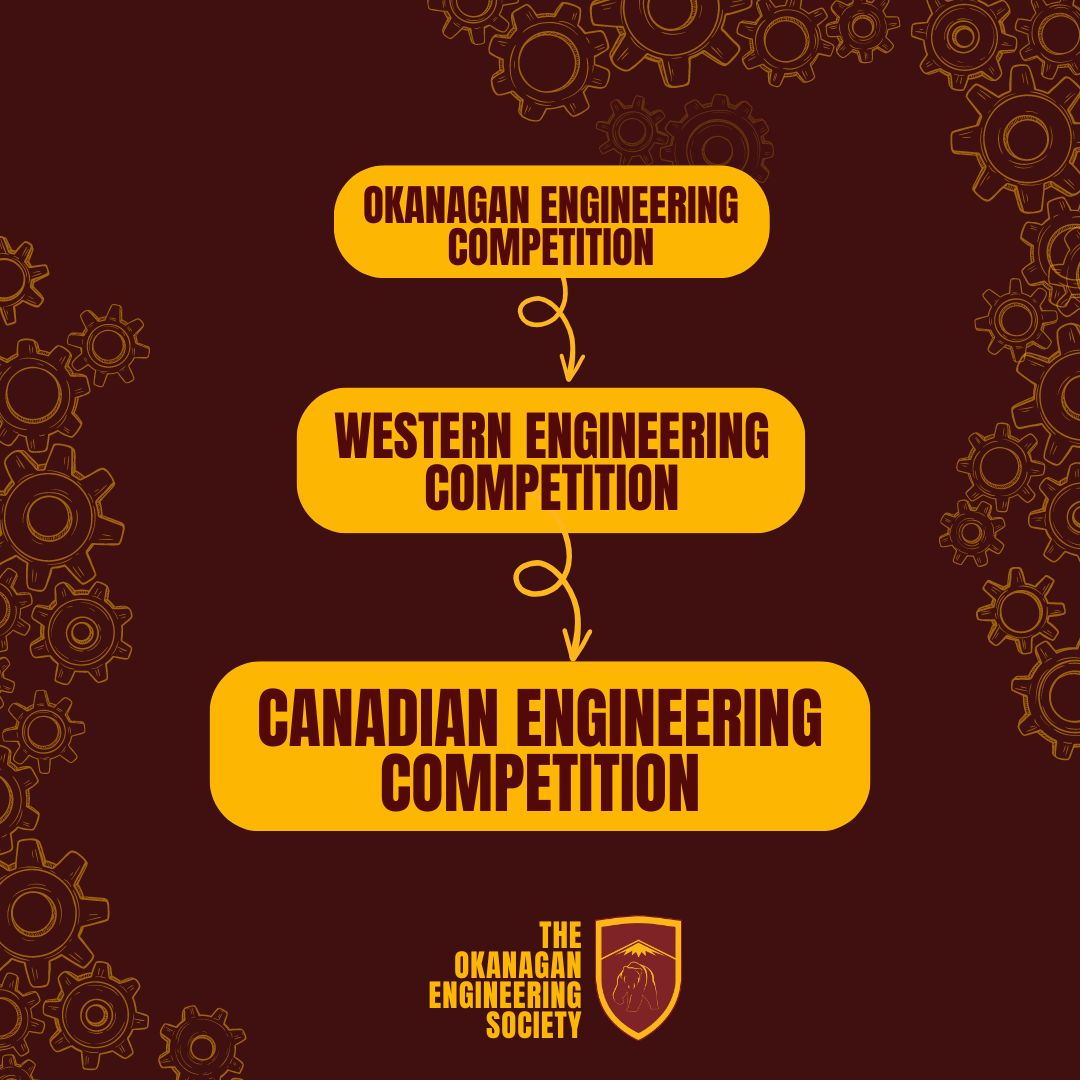 OKANAGAN ENGINEERING
COMPETITION
WESTERN ENGINEERING
COMPETITION
CANADIAN ENGINEERING
COMPETITION
THE
OKANAGAN
ENGINEERING
SOCIETY